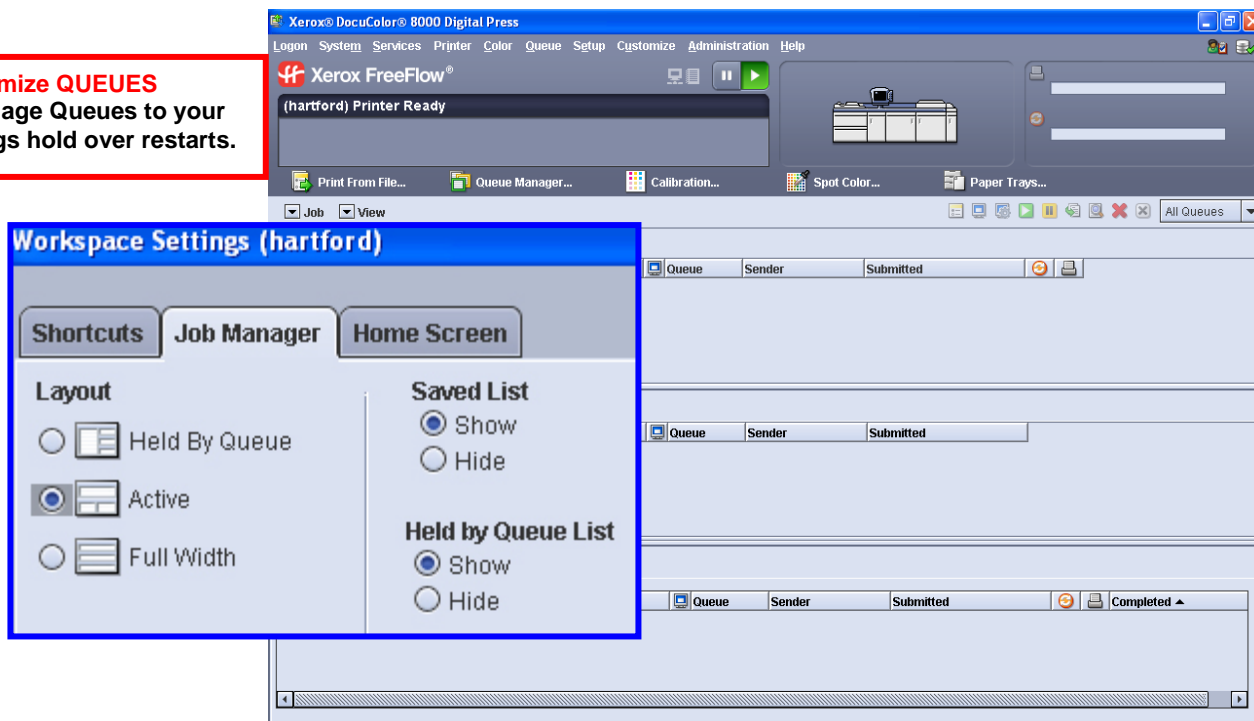 Xerox® DocuColor® 8000 Digital Press
Logon System Services Printer Color Queue Setup Customize Administration Help
mize QUEUES
age Queues to your
gs hold over restarts.
Xerox FreeFlow®
(hartford) Printer Ready
Print From File... Queue Manager... Calibration... Spot Color... Paper Trays...
Job View All Queues
Workspace Settings (hartford)
Shortcuts Job Manager Home Screen
Layout
Held By Queue
Active
Full Width
Saved List
Show
Hide
Held by Queue List
Show
Hide
Queue Sender Submitted
Queue Sender Submitted
Queue Sender Submitted Completed